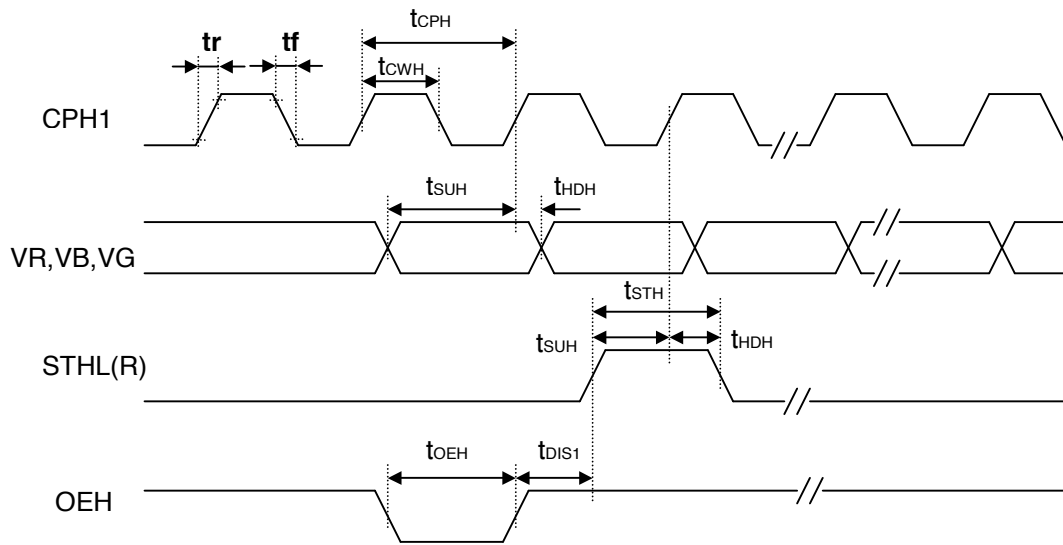 tCPH
tr
tf
tCWH
CPH1
tSUH
tHDH
VR,VB,VG
tSTH
tSUH
tHDH
STHL(R)
tOEH
tDIS1
OEH